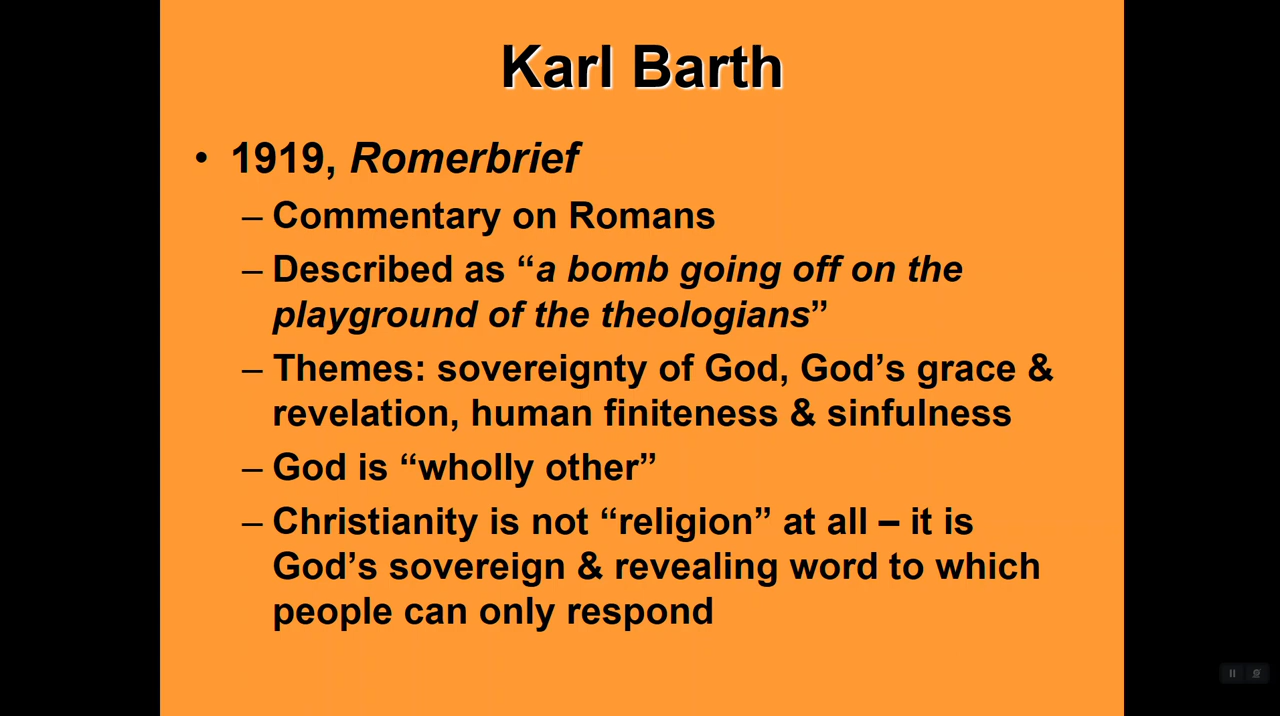 Karl Barth
• 1919, Romerbrief
– Commentary on Romans
– Described as “a bomb going off on the
playground of the theologians”
– Themes: sovereignty of God, God’s grace &
revelation, human finiteness & sinfulness
– God is “wholly other”
– Christianity is not “religion” at all – it is
God’s sovereign & revealing word to which
people can only respond